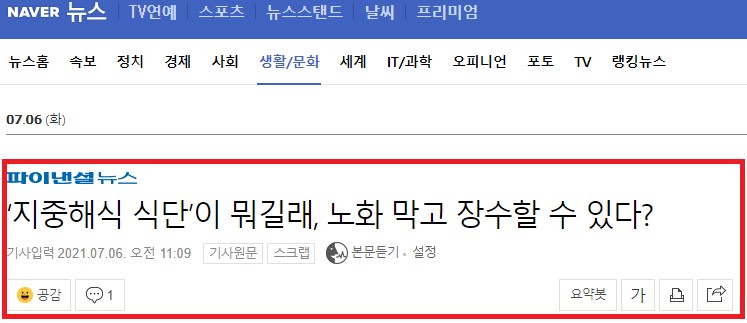 NAVER 뉴스 TV연예 스포츠 뉴스스탠드 날씨 프리미엄
뉴스홈 속보 정치 경제 사회 생활/문화 세계 IT/과학 오피니언 포토 TV 랭킹뉴스
07.06 (화)
파이낸셜뉴스
'지중해식 식단'이 뭐길래, 노화 막고 장수할 수 있다?
기사입력 2021.07.06. 오전 11:09 기사원문 스크랩 본문듣기 · 설정
공감 1 요약봇 가